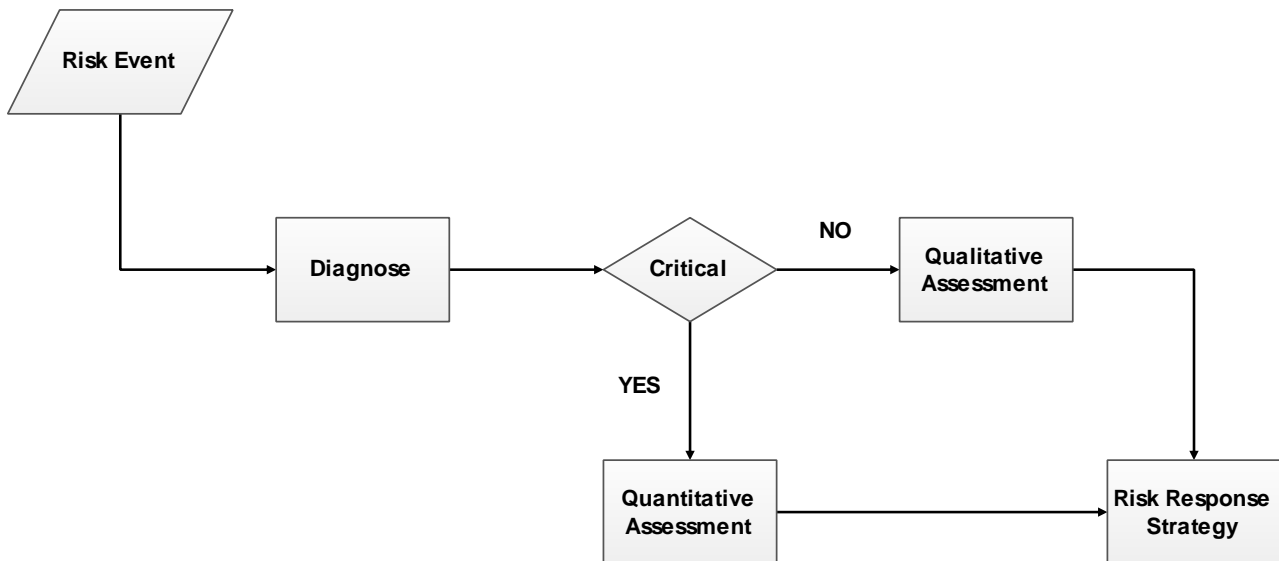 Risk Event
Diagnose
Critical
NO
Qualitative
Assessment
YES
Quantitative
Assessment
Risk Response
Strategy